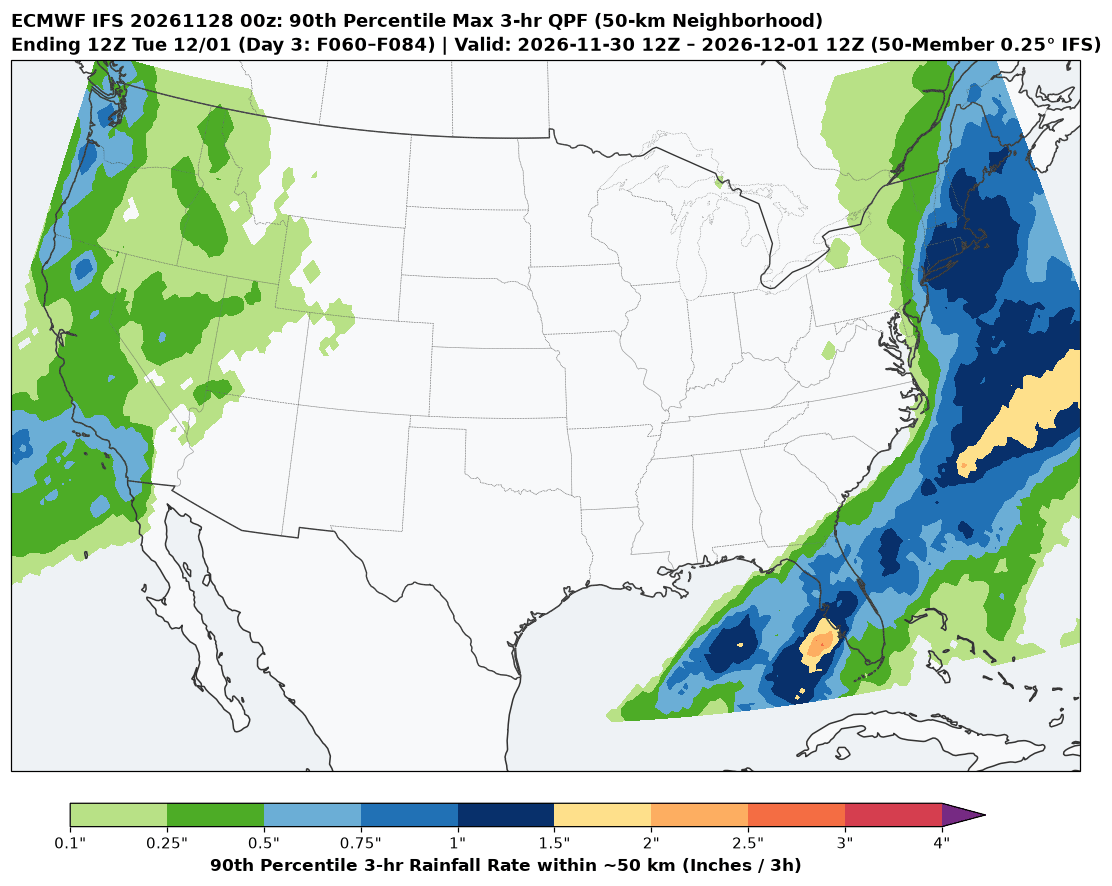 ECMWF IFS 20261128 00z: 90th Percentile Max 3-hr QPF (50-km Neighborhood)
Ending 12Z Tue 12/01 (Day 3: F060–F084) | Valid: 2026-11-30 12Z – 2026-12-01 12Z (50-Member 0.25° IFS)
0.1" 0.25" 0.5" 0.75" 1" 1.5" 2" 2.5" 3" 4"
90th Percentile 3-hr Rainfall Rate within ~50 km (Inches / 3h)